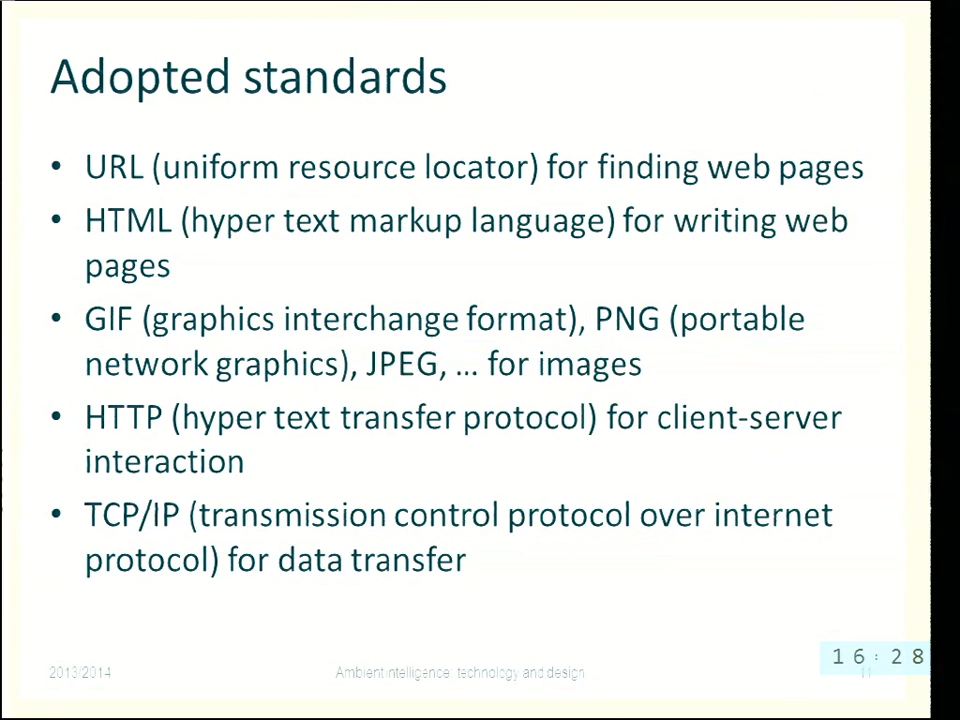 Adopted standards
• URL (uniform resource locator) for finding web pages
• HTML (hyper text markup language) for writing web
pages
• GIF (graphics interchange format), PNG (portable
network graphics), JPEG, ... for images
• HTTP (hyper text transfer protocol) for client-server
interaction
• TCP/IP (transmission control protocol over internet
protocol) for data transfer
2013/2014
Ambient intelligence: technology and design
11
16:28